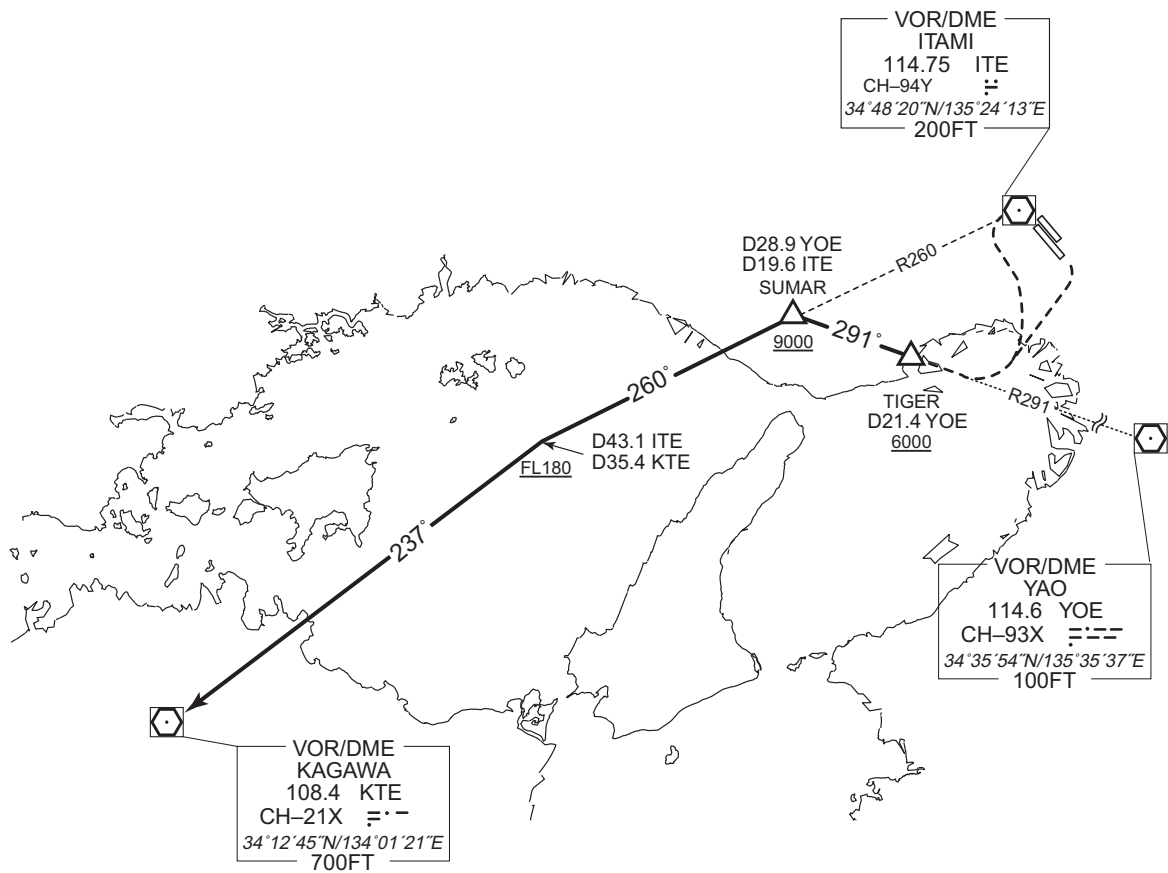 VOR/DME
ITAMI
114.75 ITE
CH–94Y
34°48´20˝N/135°24´13˝E
200FT
R260
D28.9 YOE
D19.6 ITE
SUMAR
9000
291°
TIGER
D21.4 YOE
6000
R291
260°
D43.1 ITE
D35.4 KTE
FL180
237°
VOR/DME
YAO
114.6 YOE
CH–93X
34°35´54˝N/135°35´37˝E
100FT
VOR/DME
KAGAWA
108.4 KTE
CH–21X
34°12´45˝N/134°01´21˝E
700FT